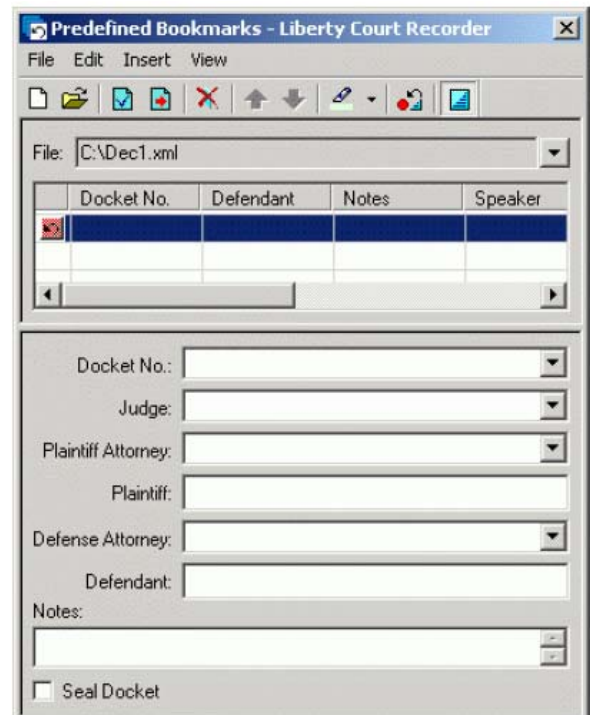 Predefined Bookmarks - Liberty Court Recorder
File Edit Insert View
File: C:\Dec1.xml
Docket No. Defendant Notes Speaker
Docket No.:
Judge:
Plaintiff Attorney:
Plaintiff:
Defense Attorney:
Defendant:
Notes:
Seal Docket